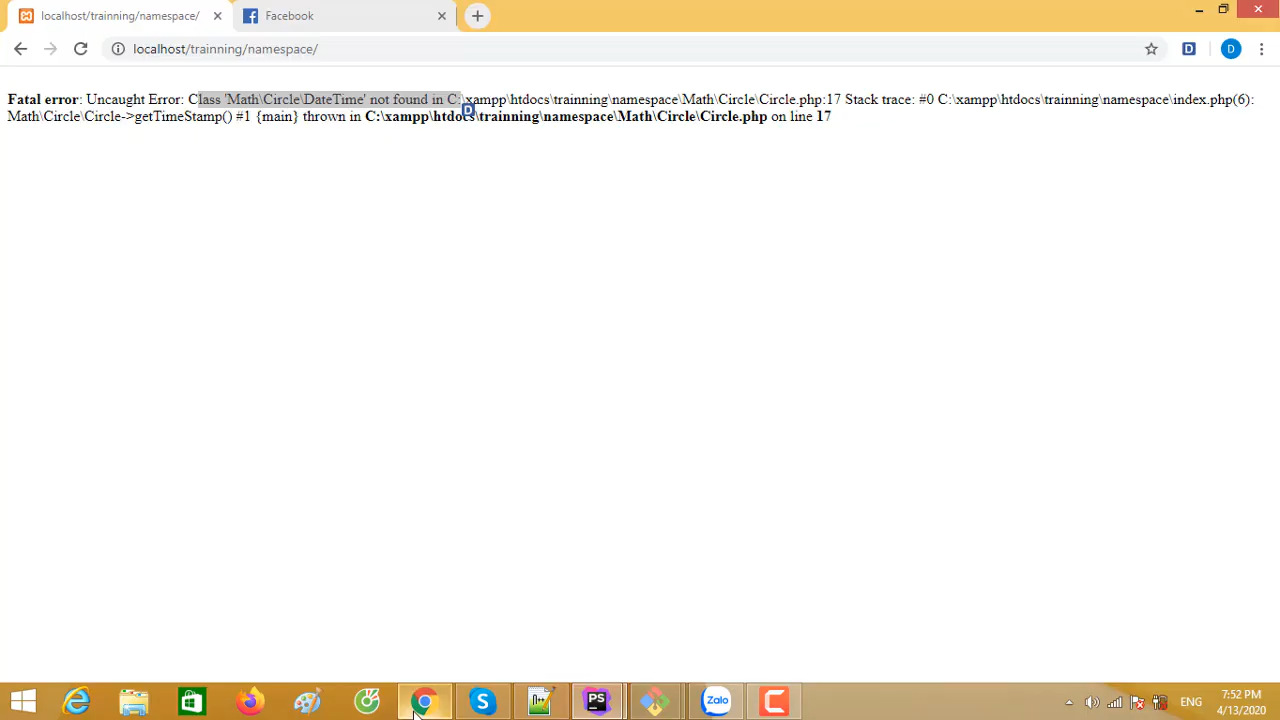 localhost/trainning/namespace/
Facebook
localhost/trainning/namespace/
D
D
Fatal error: Uncaught Error: Class 'Math\Circle\DateTime' not found in C:\xampp\htdocs\trainning\namespace\Math\Circle\Circle.php:17 Stack trace: #0 C:\xampp\htdocs\trainning\namespace\index.php(6):
Math\Circle\Circle->getTimeStamp() #1 {main} thrown in C:\xampp\htdocs\trainning\namespace\Math\Circle\Circle.php on line 17
D
PS
Zalo
ENG
7:52 PM
4/13/2020